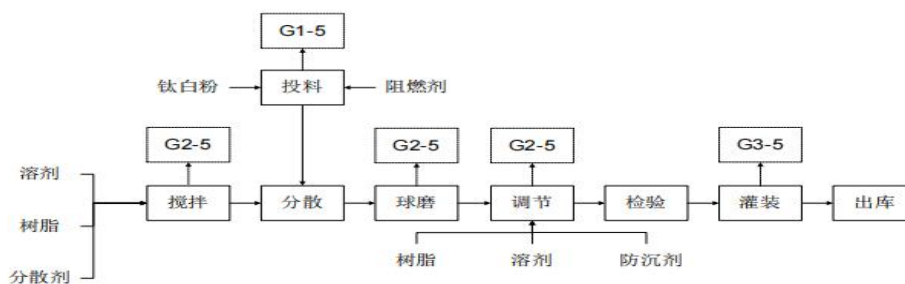 G1-5
钛白粉
投料
阻燃剂
G2-5
G2-5
G2-5
G3-5
溶剂
树脂
分散剂
搅拌
分散
球磨
调节
检验
灌装
出库
树脂
溶剂
防沉剂